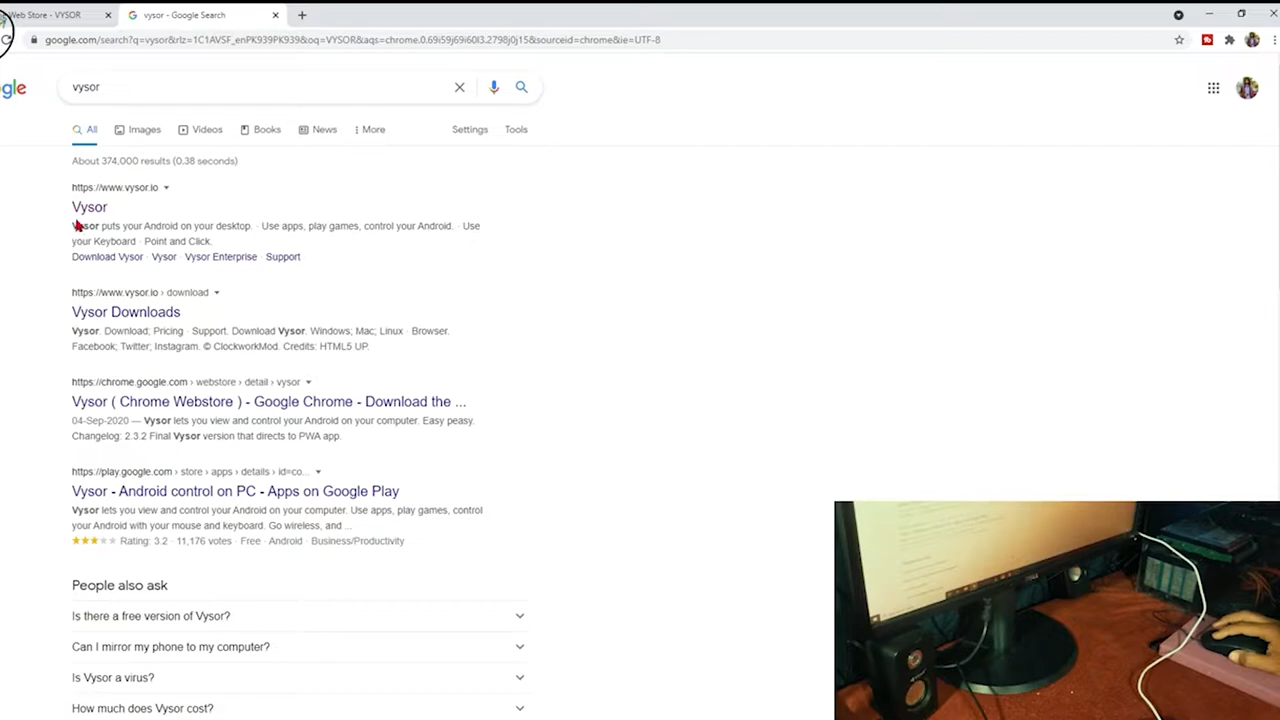 Web Store - VYSOR
vysor - Google Search
google.com/search?q=vysor&rlz=1C1AVSF_enPK939PK939&oq=VYSOR&aqs=chrome.0.69i59j69i60l3.2798j0j15&sourceid=chrome&ie=UTF-8
gle
vysor
All Images Videos Books News More Settings Tools
About 374,000 results (0.38 seconds)
https://www.vysor.io
Vysor
Vysor puts your Android on your desktop. · Use apps, play games, control your Android. · Use
your Keyboard · Point and Click.
Download Vysor · Vysor · Vysor Enterprise · Support
https://www.vysor.io › download
Vysor Downloads
Vysor. Download; Pricing · Support. Download Vysor. Windows; Mac; Linux · Browser.
Facebook; Twitter; Instagram. © ClockworkMod. Credits: HTML5 UP.
https://chrome.google.com › webstore › detail › vysor
Vysor ( Chrome Webstore ) - Google Chrome - Download the ...
04-Sep-2020 — Vysor lets you view and control your Android on your computer. Easy peasy.
Changelog: 2.3.2 Final Vysor version that directs to PWA app.
https://play.google.com › store › apps › details › id=co...
Vysor - Android control on PC - Apps on Google Play
Vysor lets you view and control your Android on your computer. Use apps, play games, control
your Android with your mouse and keyboard. Go wireless, and ...
Rating: 3.2 · 11,176 votes · Free · Android · Business/Productivity
People also ask
Is there a free version of Vysor?
Can I mirror my phone to my computer?
Is Vysor a virus?
How much does Vysor cost?